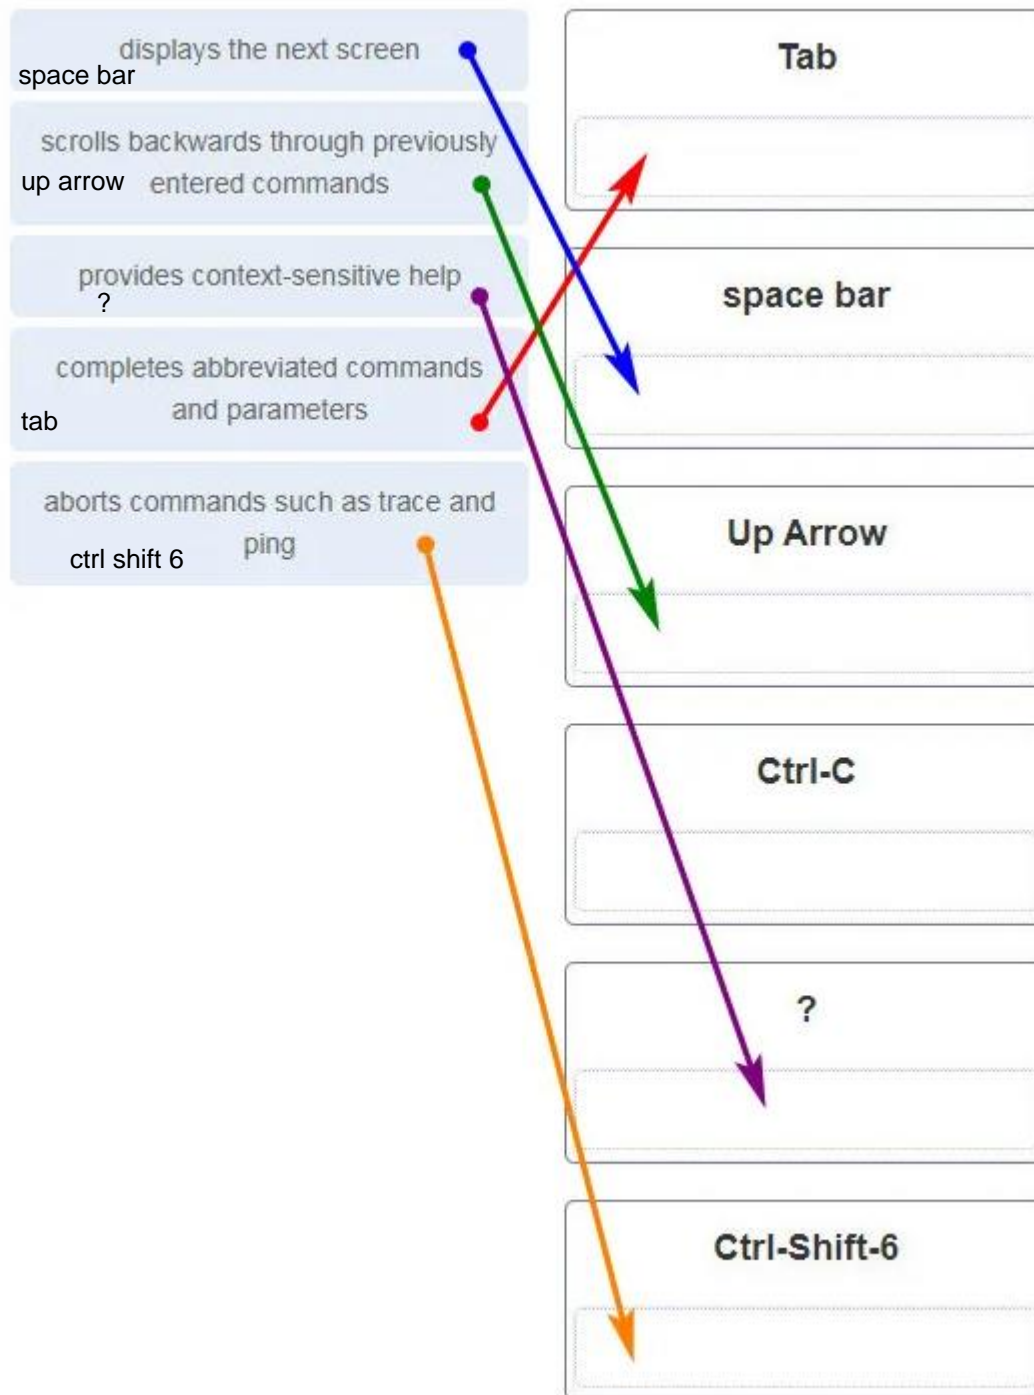 displays the next screen
space bar
scrolls backwards through previously
up arrow entered commands
provides context-sensitive help
?
completes abbreviated commands
and parameters
tab
aborts commands such as trace and
ping
ctrl shift 6
Tab
space bar
Up Arrow
Ctrl-C
?
Ctrl-Shift-6